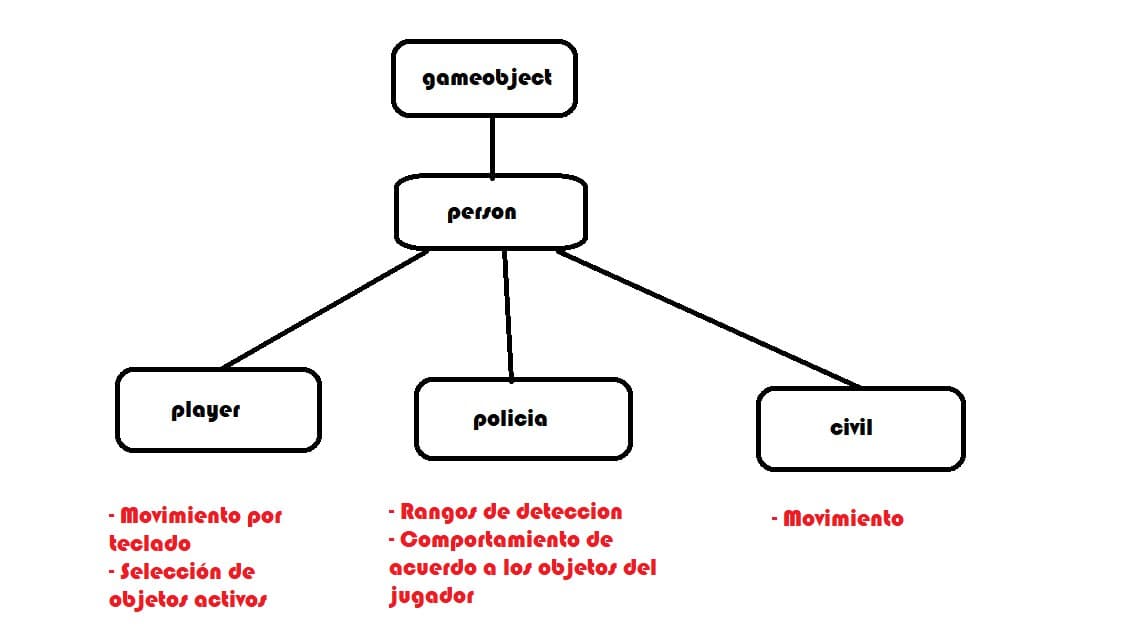 gameobject
person
player
policia
civil
- Movimiento por
teclado
- Selección de
objetos activos
- Rangos de deteccion
- Comportamiento de
acuerdo a los objetos del
jugador
- Movimiento